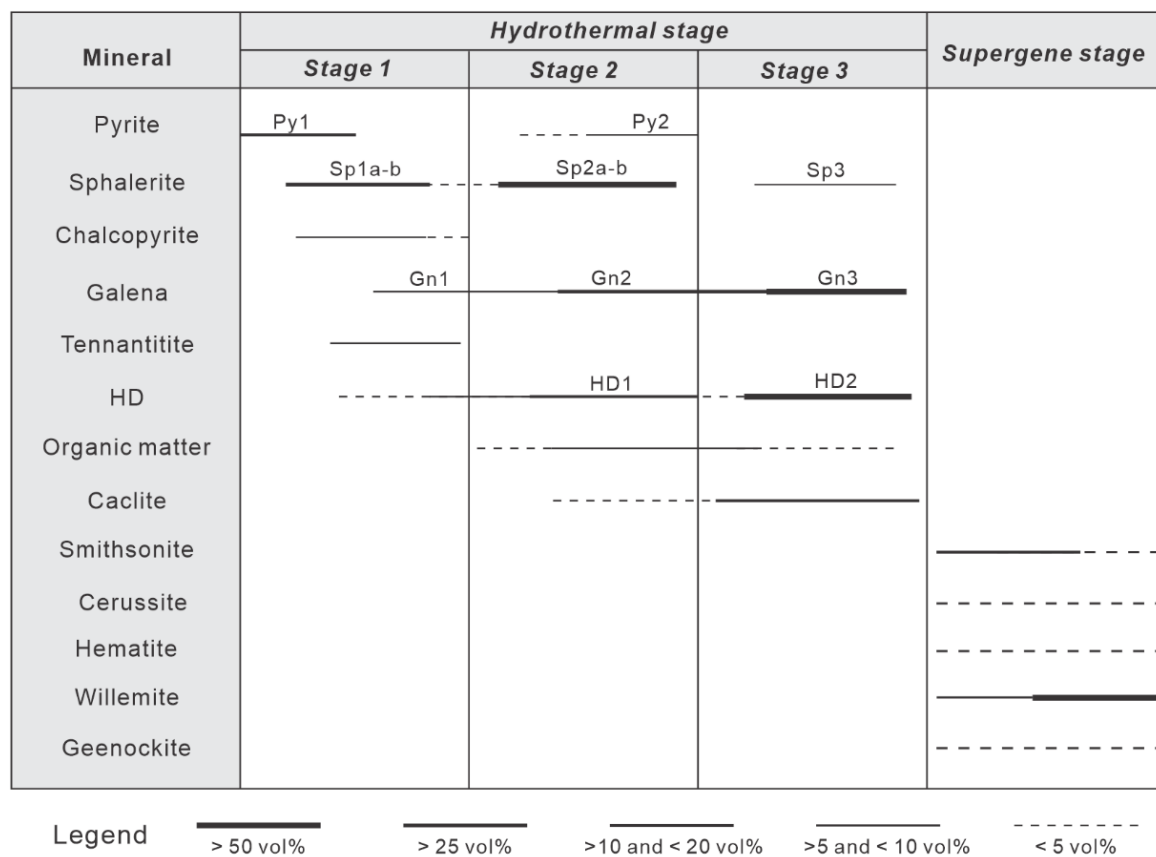 Mineral
Hydrothermal stage
Supergene stage
Stage 1
Stage 2
Stage 3
Pyrite
Py1
Py2
Sphalerite
Sp1a-b
Sp2a-b
Sp3
Chalcopyrite
Galena
Gn1
Gn2
Gn3
Tennantitite
HD
HD1
HD2
Organic matter
Caclite
Smithsonite
Cerussite
Hematite
Willemite
Geenockite
Legend
> 50 vol%
> 25 vol%
>10 and < 20 vol%
>5 and < 10 vol%
< 5 vol%